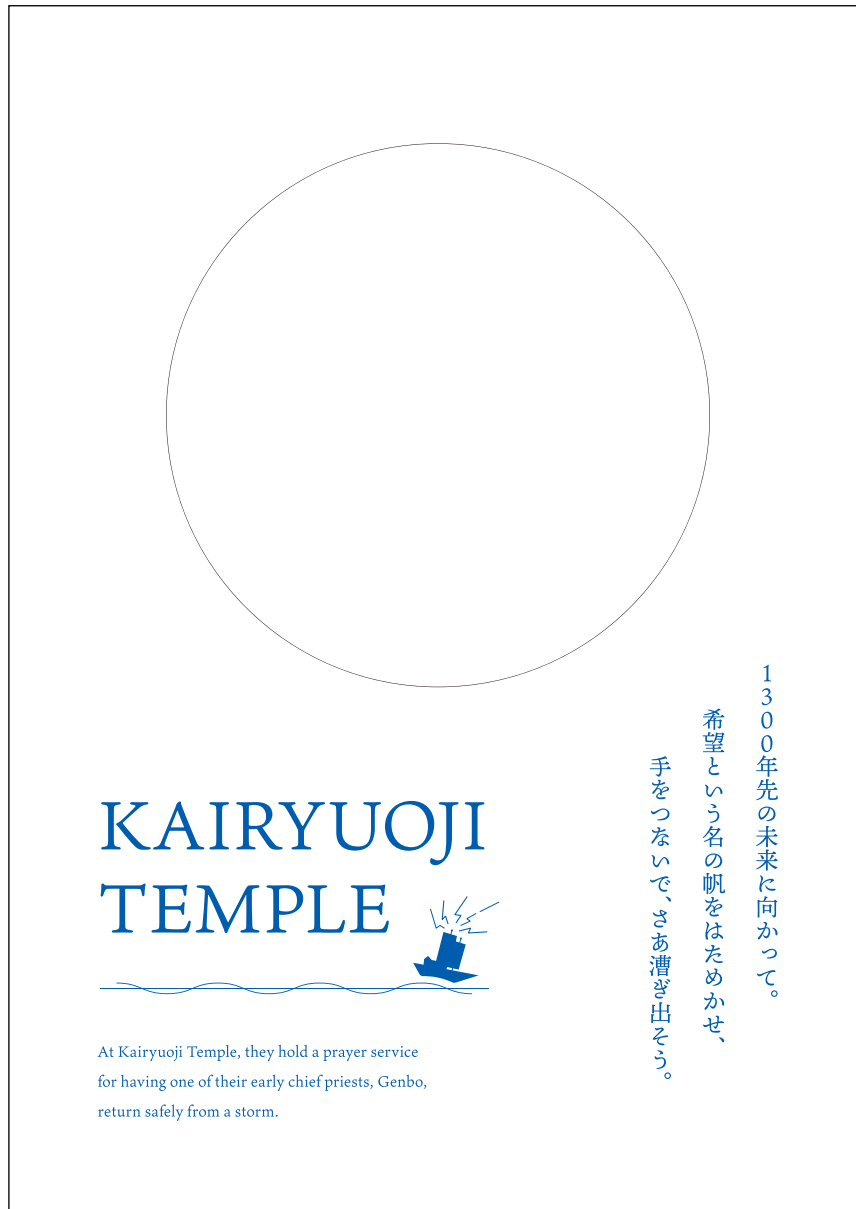 KAIRYUOJI
TEMPLE
At Kairyuoji Temple, they hold a prayer service
for having one of their early chief priests, Genbo,
return safely from a storm.
1300年先の未来に向かって。
希望という名の帆をはためかせ、
手をつないで、さあ漕ぎ出そう。